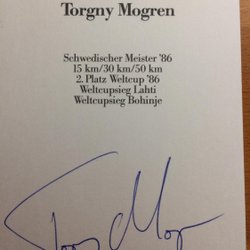 Torgny Mogren
Schwedischer Meister '86
15 km/30 km/50 km
2. Platz Weltcup '86
Weltcupsieg Lahti
Weltcupsieg Bohinje